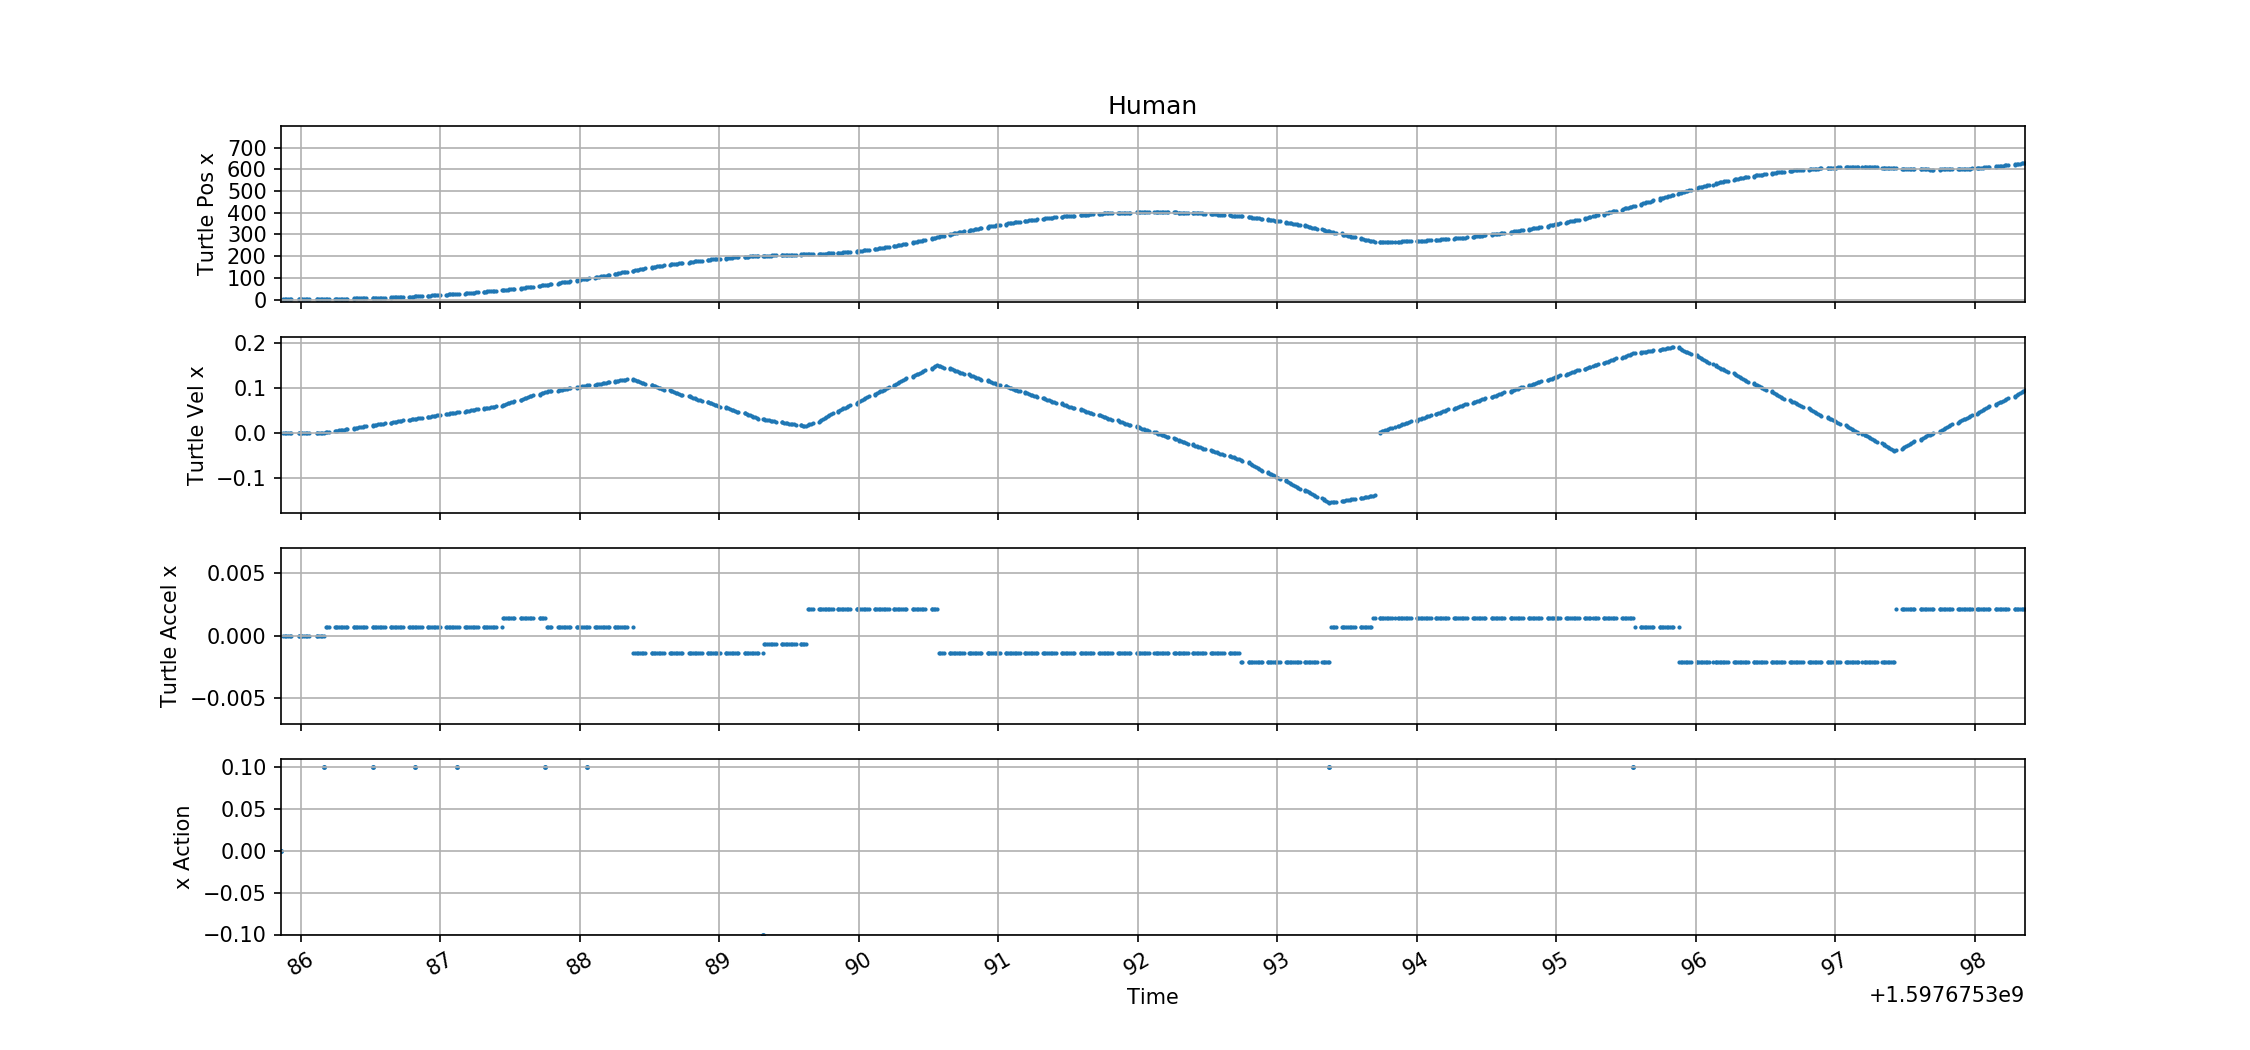 Human
Turtle Pos x
700
600
500
400
300
200
100
0
Turtle Vel x
0.2
0.1
0.0
−0.1
Turtle Accel x
0.005
0.000
−0.005
x Action
0.10
0.05
0.00
−0.05
−0.10
86 87 88 89 90 91 92 93 94 95 96 97 98
Time
+1.5976753e9